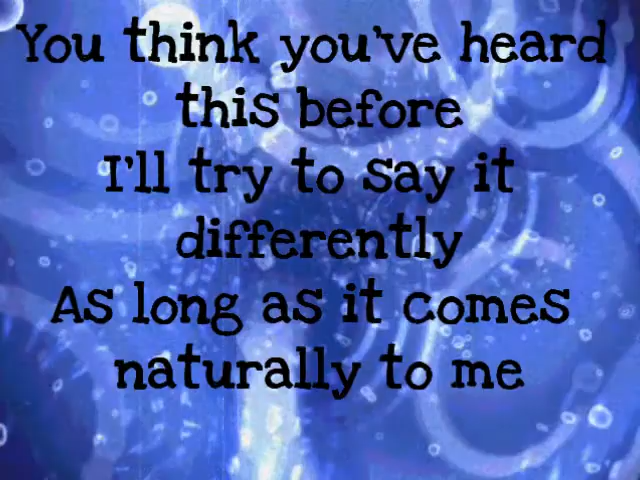 You think you've heard
this before
I'll try to say it
differently
As long as it comes
naturally to me